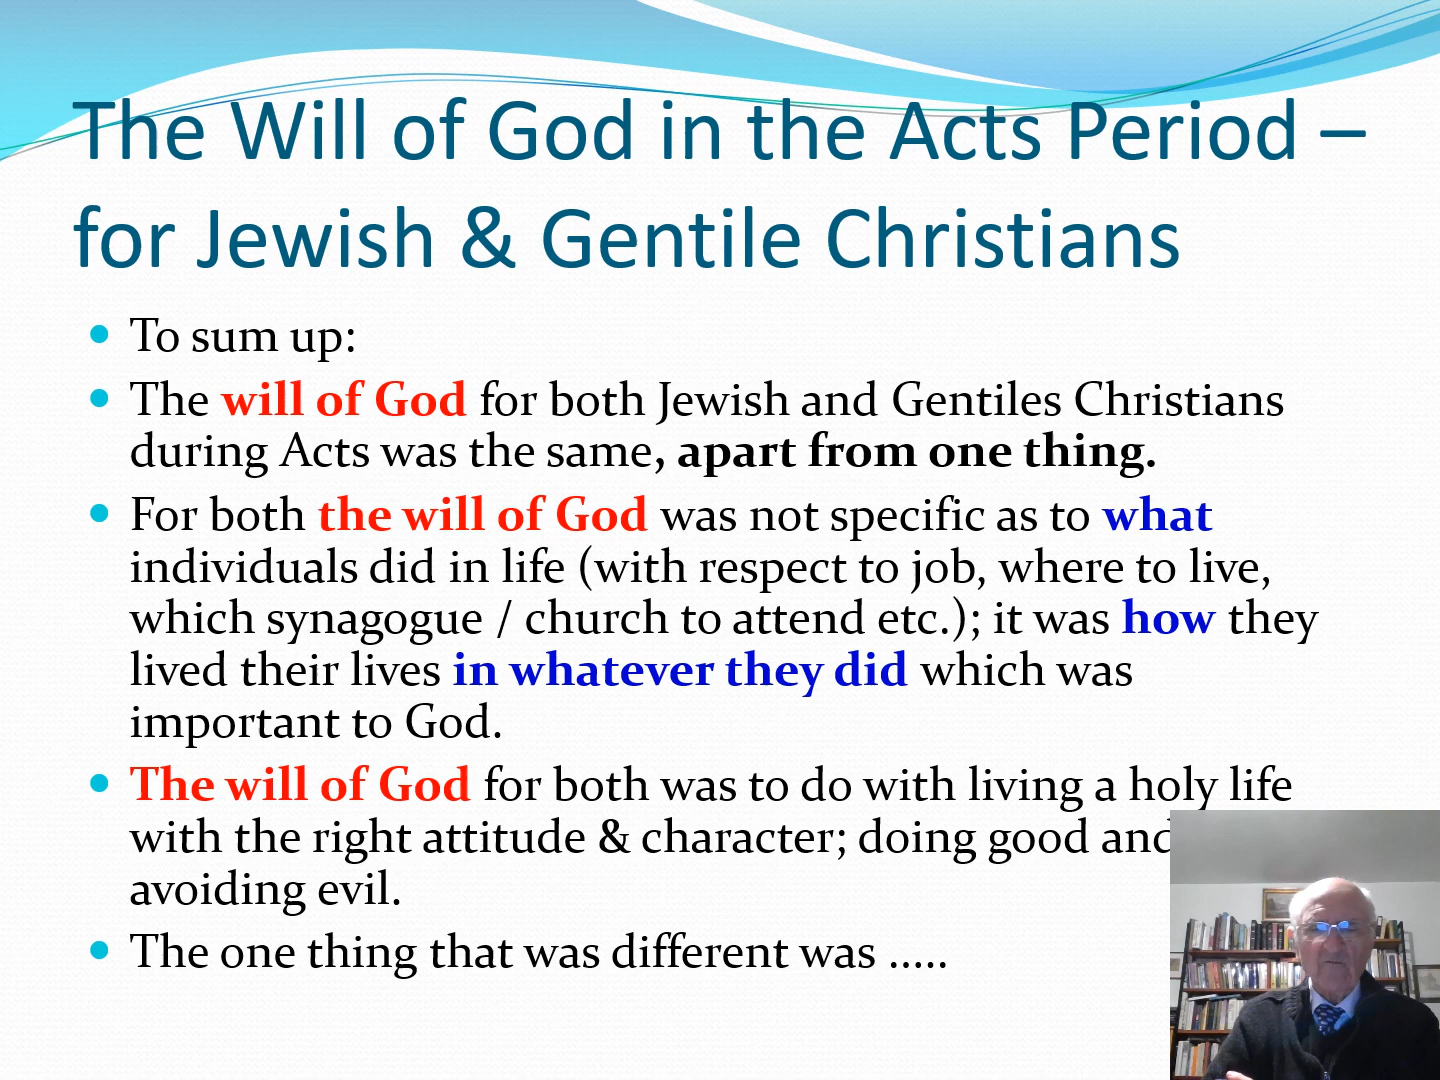 The Will of God in the Acts Period –
for Jewish & Gentile Christians
• To sum up:
• The will of God for both Jewish and Gentiles Christians
during Acts was the same, apart from one thing.
• For both the will of God was not specific as to what
individuals did in life (with respect to job, where to live,
which synagogue / church to attend etc.); it was how they
lived their lives in whatever they did which was
important to God.
• The will of God for both was to do with living a holy life
with the right attitude & character; doing good and
avoiding evil.
• The one thing that was different was .....